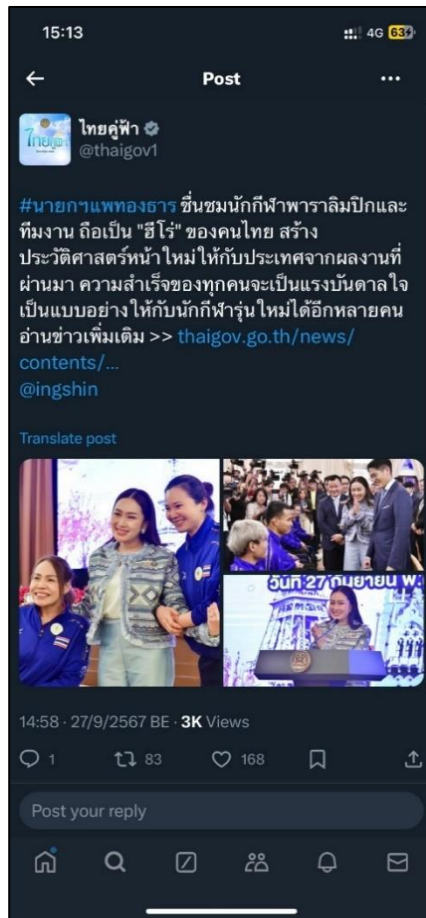 15:13
4G 63
Post
ไทยคู่ฟ้า
@thaigov1
#นายกฯแพทองธาร ชื่นชมนักกีฬาพาราลิมปิกและ
ทีมงาน ถือเป็น "ฮีโร่" ของคนไทย สร้าง
ประวัติศาสตร์หน้าใหม่ให้กับประเทศจากผลงานที่
ผ่านมา ความสำเร็จของทุกคนจะเป็นแรงบันดาลใจ
เป็นแบบอย่างให้กับนักกีฬารุ่นใหม่ได้อีกหลายคน
อ่านข่าวเพิ่มเติม >> thaigov.go.th/news/
contents/...
@ingshin
Translate post
วันที่ 27 กันยายน พ.
14:58 · 27/9/2567 BE · 3K Views
1 83 168
Post your reply